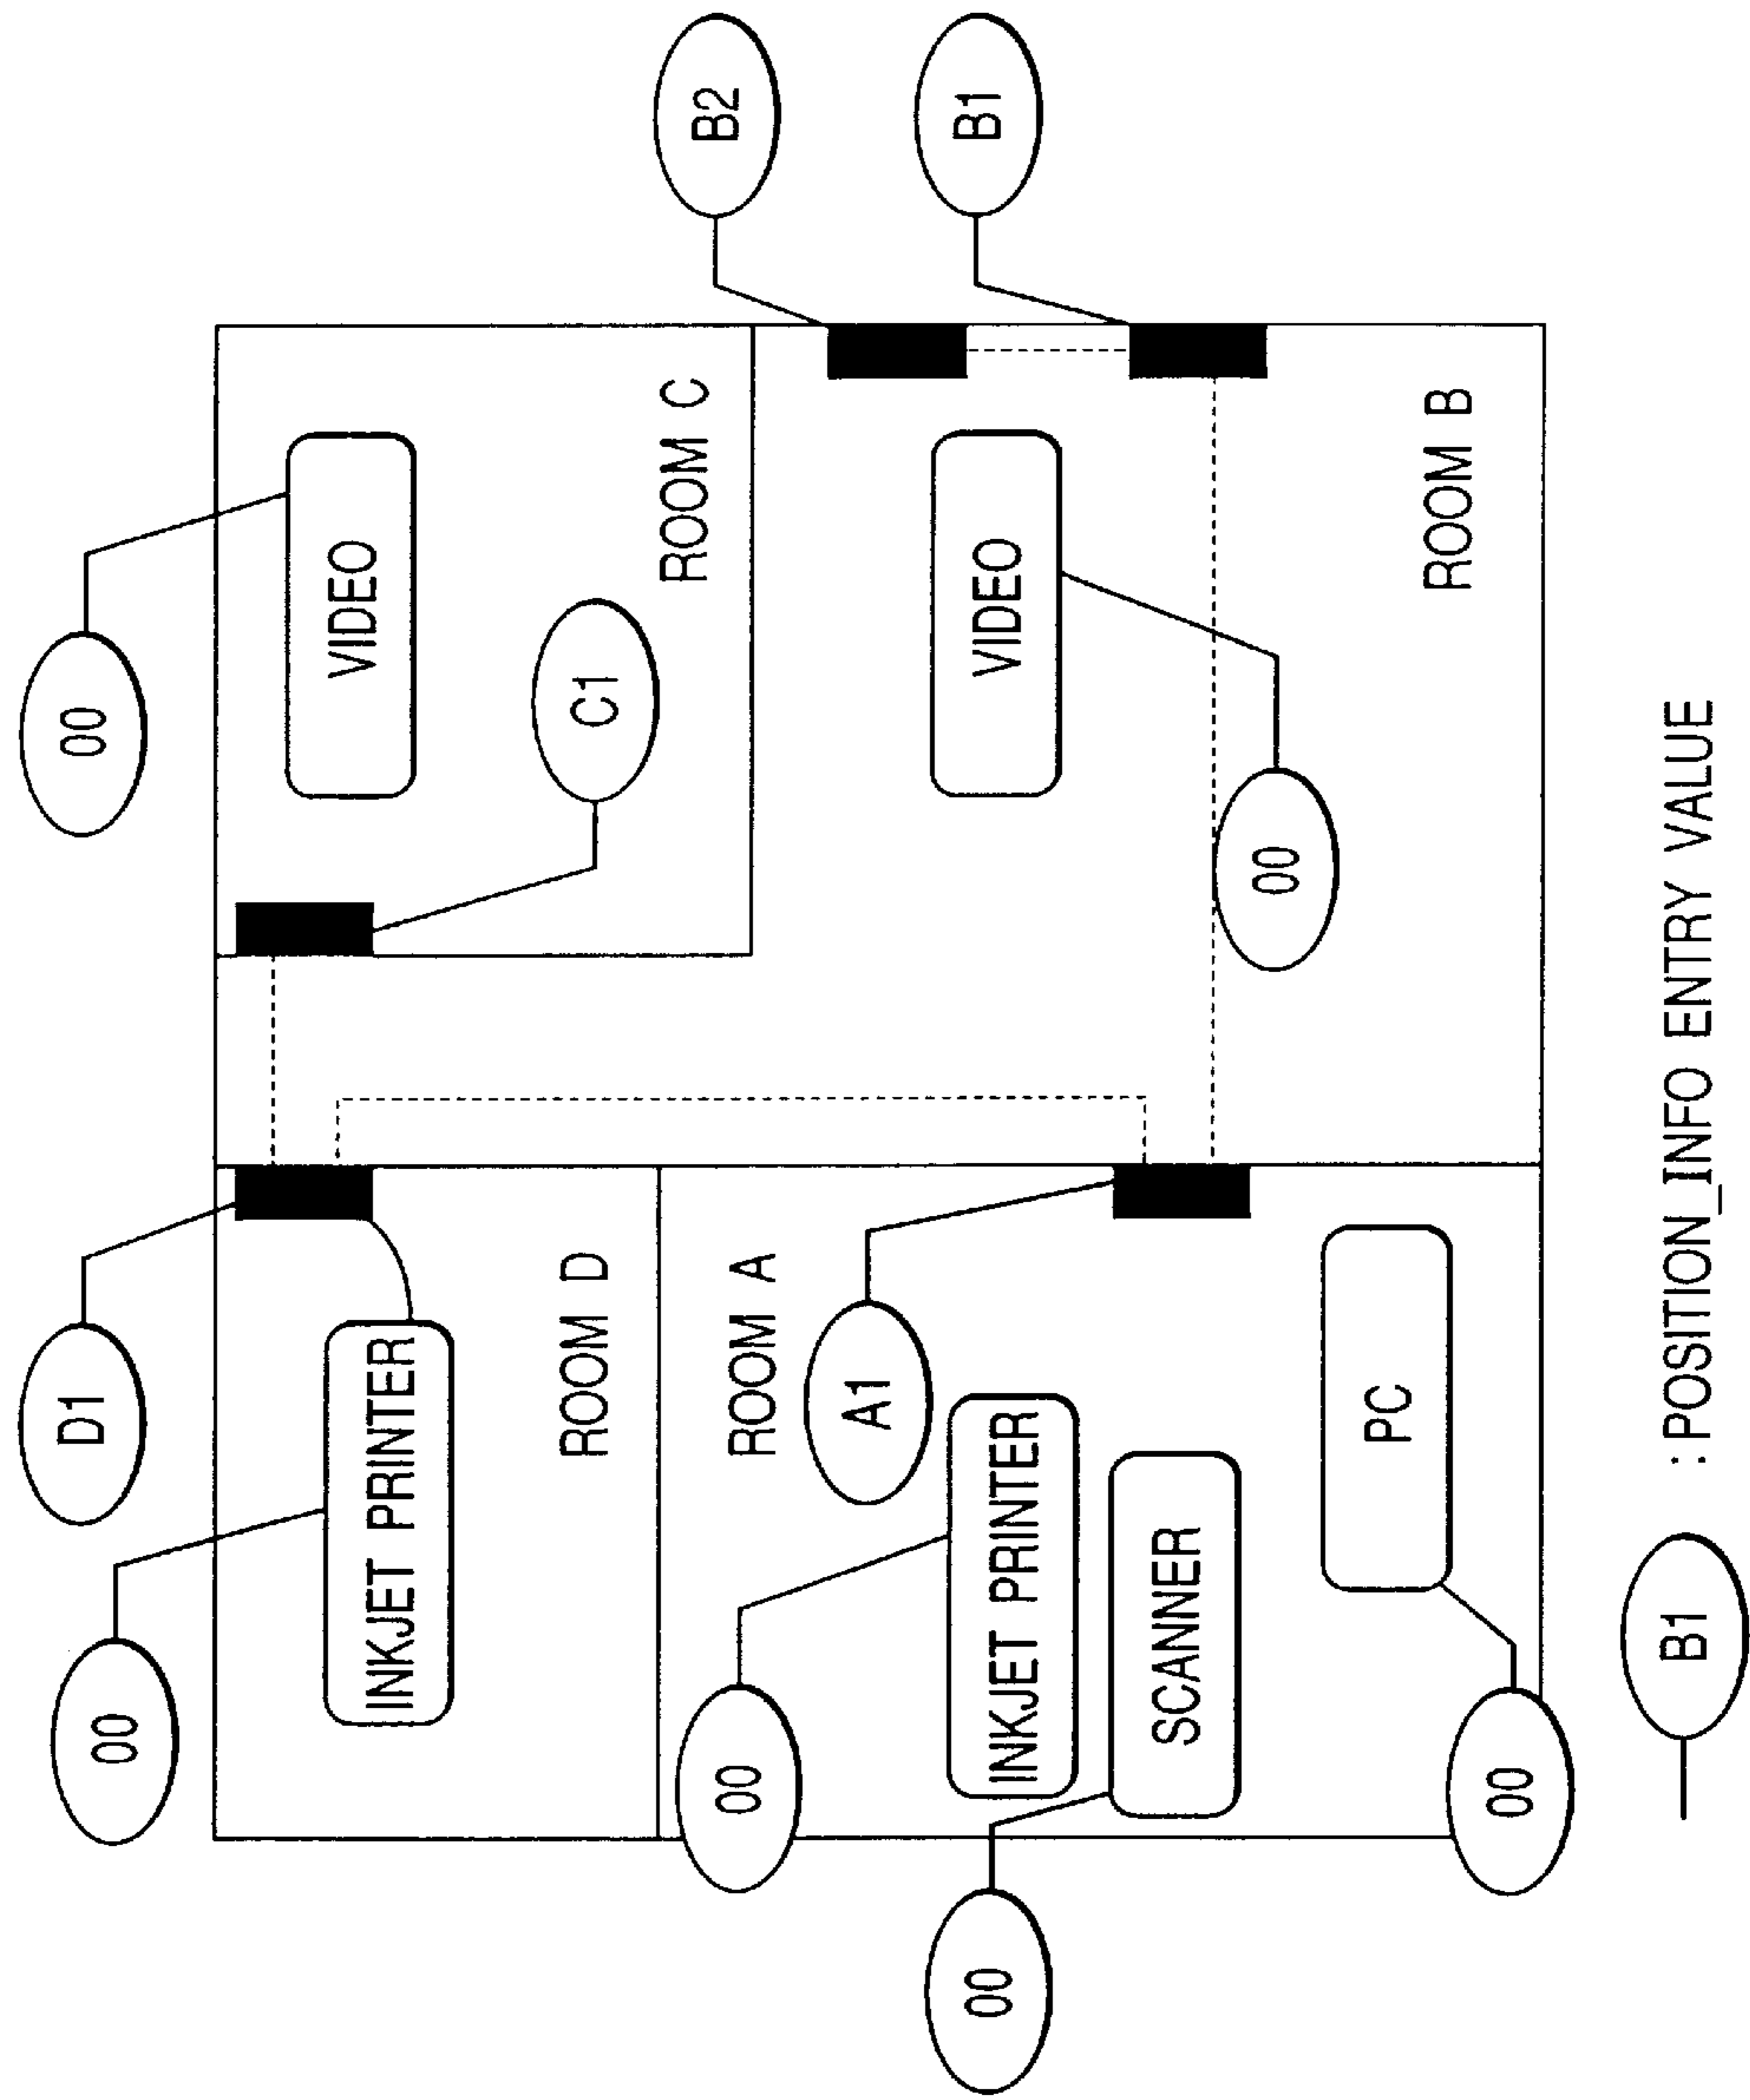 00
D1
00
INKJET PRINTER
VIDEO
ROOM D
C1
ROOM C
B2
00
ROOM A
A1
00
INKJET PRINTER
VIDEO
B1
SCANNER
00
PC
ROOM B
00
B1 :POSITION_INFO ENTRY VALUE